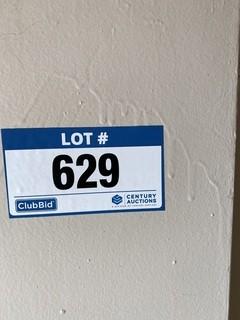 LOT #
629
ClubBid
CENTURY
AUCTIONS